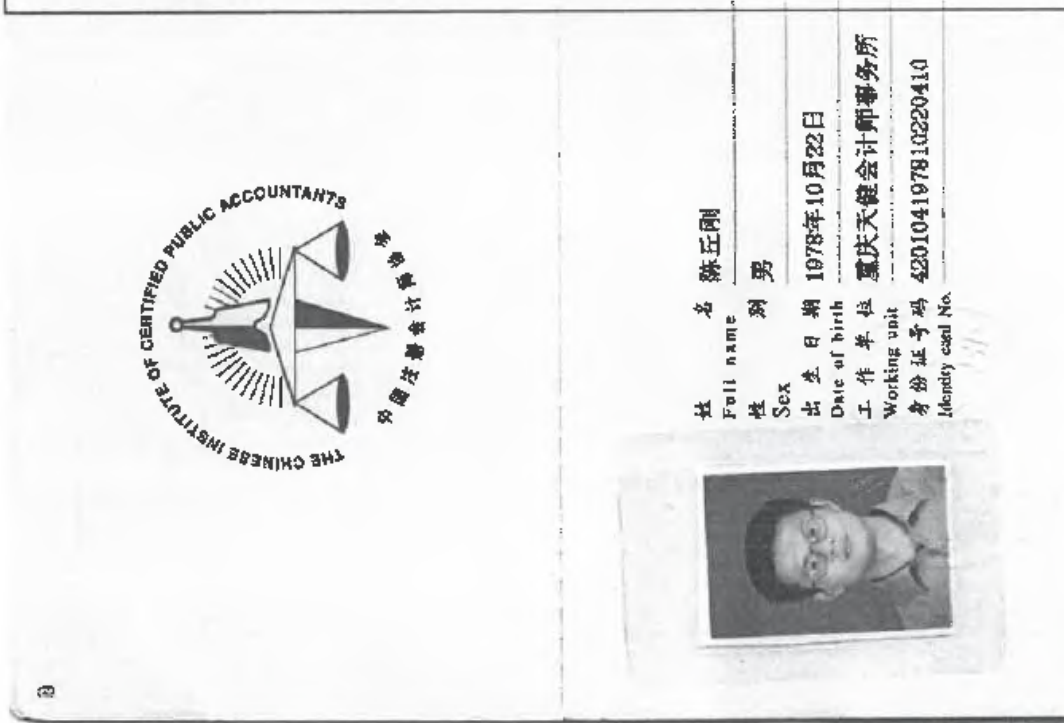 THE CHINESE INSTITUTE OF CERTIFIED PUBLIC ACCOUNTANTS
中国注册会计师协会
姓 名 陈丘刚
Full name
性 别 男
Sex
出 生 日 期 1978年10月22日
Date of birth
工 作 单 位 重庆天健会计师事务所
Working unit
身 份 证 号 码 420104197810220410
Identity card No.